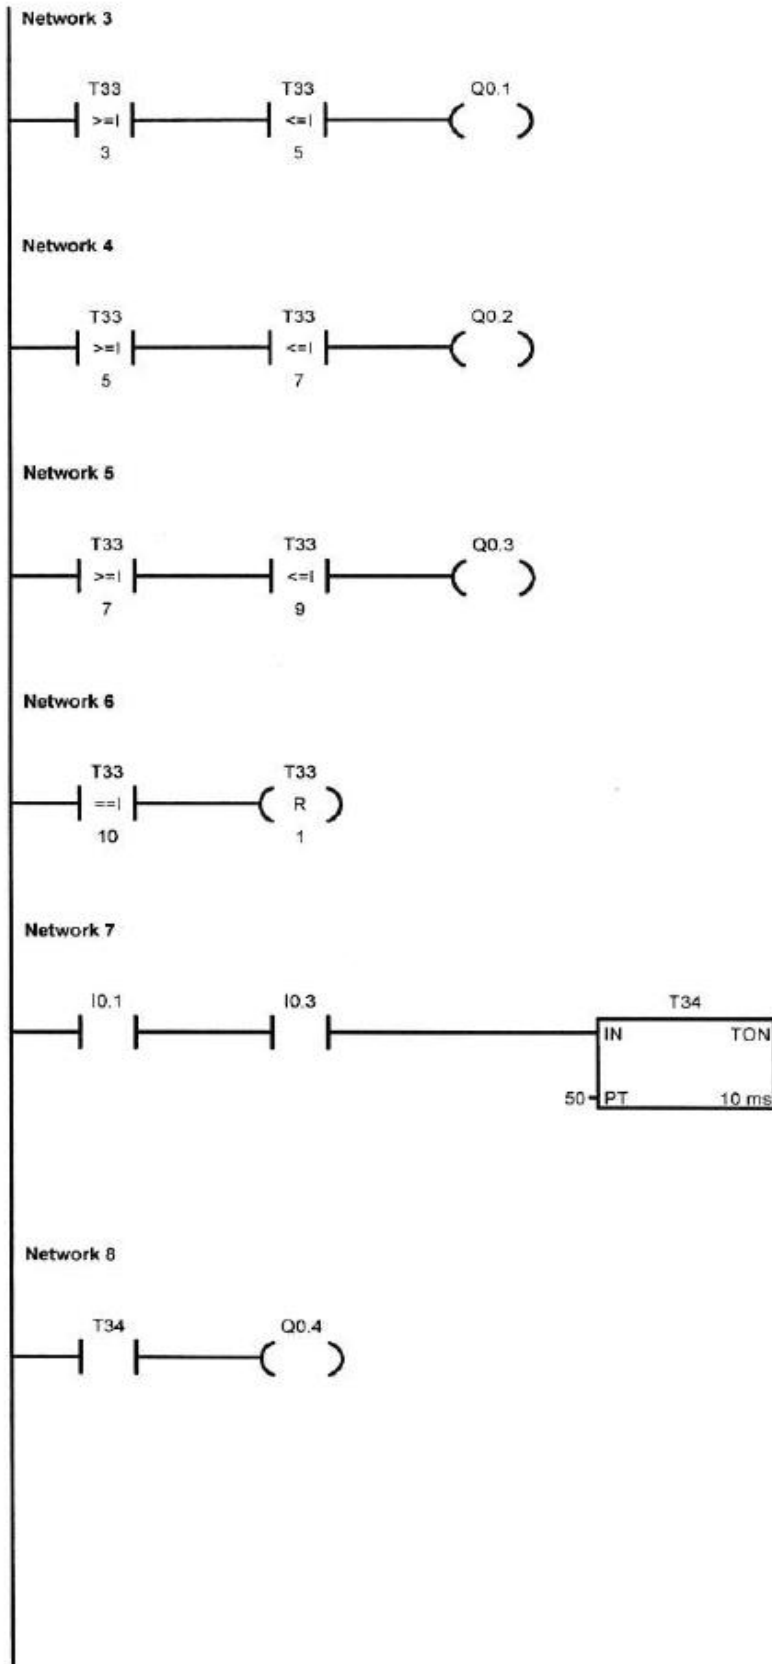 Network 3
T33 T33 Q0.1
>=I <=I
3 5
Network 4
T33 T33 Q0.2
>=I <=I
5 7
Network 5
T33 T33 Q0.3
>=I <=I
7 9
Network 6
T33 T33
==I R
10 1
Network 7
I0.1 I0.3 T34
IN TON
50 PT 10 ms
Network 8
T34 Q0.4